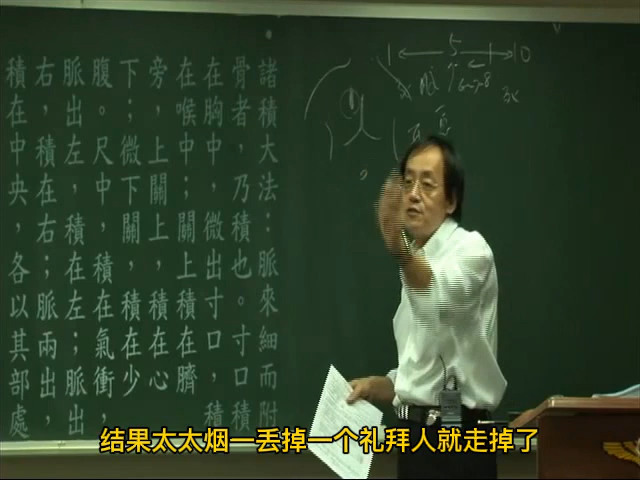 諸積大法：脈來細而附
骨者，乃積也。寸口積
在胸中，微出寸口，積
在喉中；關上積在臍
旁，上關上，積在心
下；微下關，積在少
腹。尺中，積在氣衝，
脈出左，積在左；脈出
右，積在右；脈兩出，
積在中央，各以其部處
1 5 10
结果太太烟一丢掉一个礼拜人就走掉了